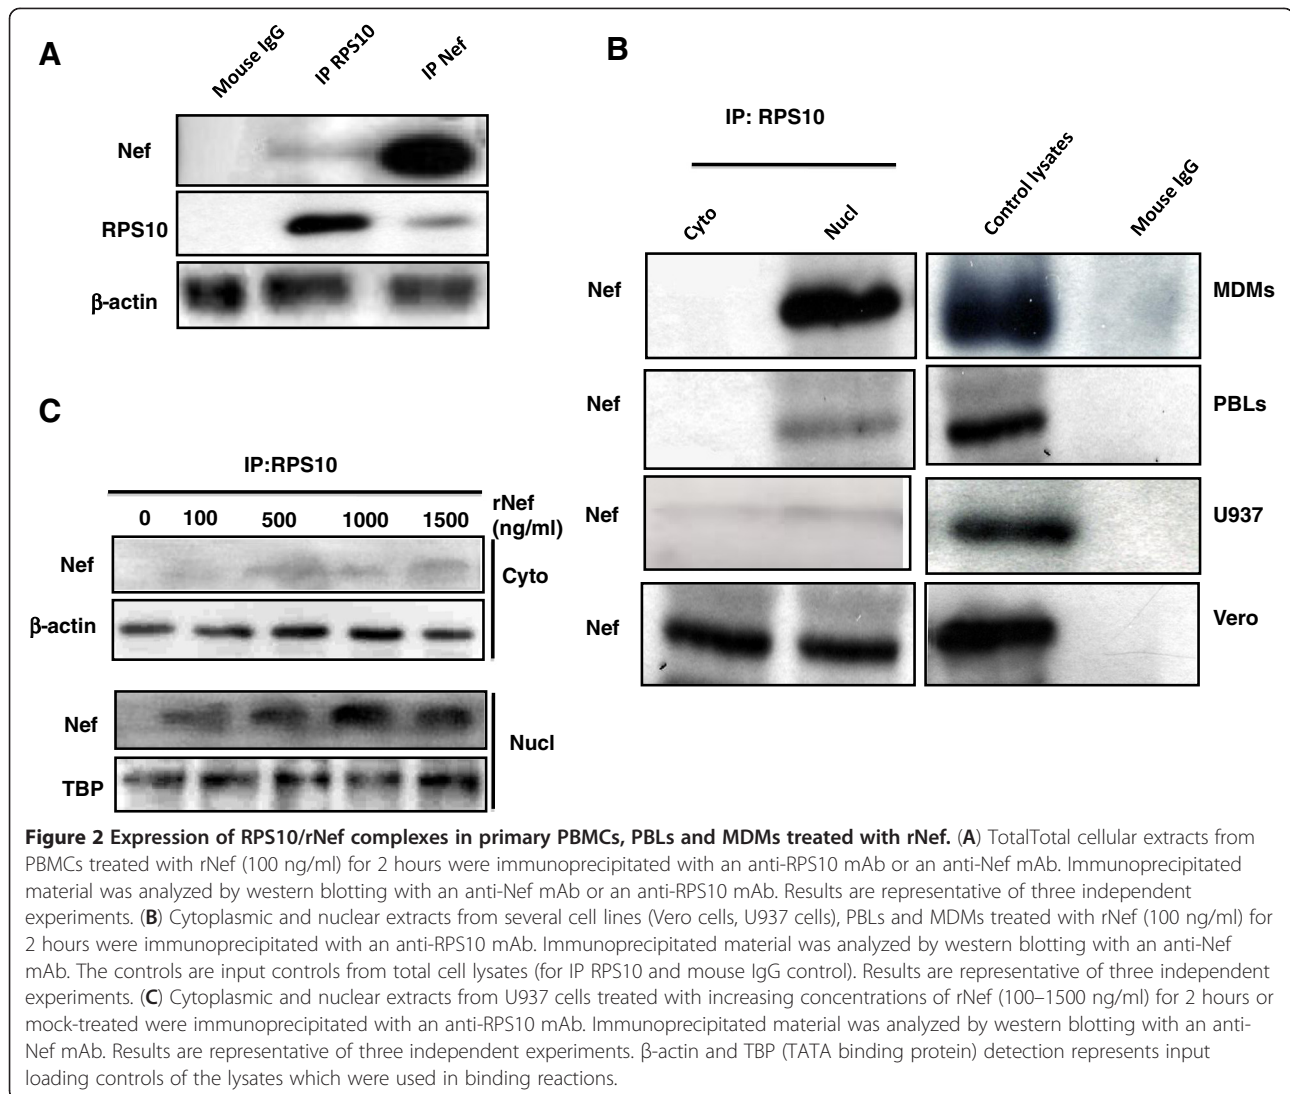 A
Mouse IgG
IP RPS10
IP Nef
Nef
RPS10
β-actin
B
IP: RPS10
Cyto
Nucl
Control lysates
Mouse IgG
Nef
MDMs
Nef
PBLs
Nef
U937
Nef
Vero
C
IP:RPS10
0 100 500 1000 1500
rNef
(ng/ml)
Nef
Cyto
β-actin
Nef
Nucl
TBP
Figure 2 Expression of RPS10/rNef complexes in primary PBMCs, PBLs and MDMs treated with rNef. (A) TotalTotal cellular extracts from
PBMCs treated with rNef (100 ng/ml) for 2 hours were immunoprecipitated with an anti-RPS10 mAb or an anti-Nef mAb. Immunoprecipitated
material was analyzed by western blotting with an anti-Nef mAb or an anti-RPS10 mAb. Results are representative of three independent
experiments. (B) Cytoplasmic and nuclear extracts from several cell lines (Vero cells, U937 cells), PBLs and MDMs treated with rNef (100 ng/ml) for
2 hours were immunoprecipitated with an anti-RPS10 mAb. Immunoprecipitated material was analyzed by western blotting with an anti-Nef
mAb. The controls are input controls from total cell lysates (for IP RPS10 and mouse IgG control). Results are representative of three independent
experiments. (C) Cytoplasmic and nuclear extracts from U937 cells treated with increasing concentrations of rNef (100–1500 ng/ml) for 2 hours or
mock-treated were immunoprecipitated with an anti-RPS10 mAb. Immunoprecipitated material was analyzed by western blotting with an anti-
Nef mAb. Results are representative of three independent experiments. β-actin and TBP (TATA binding protein) detection represents input
loading controls of the lysates which were used in binding reactions.